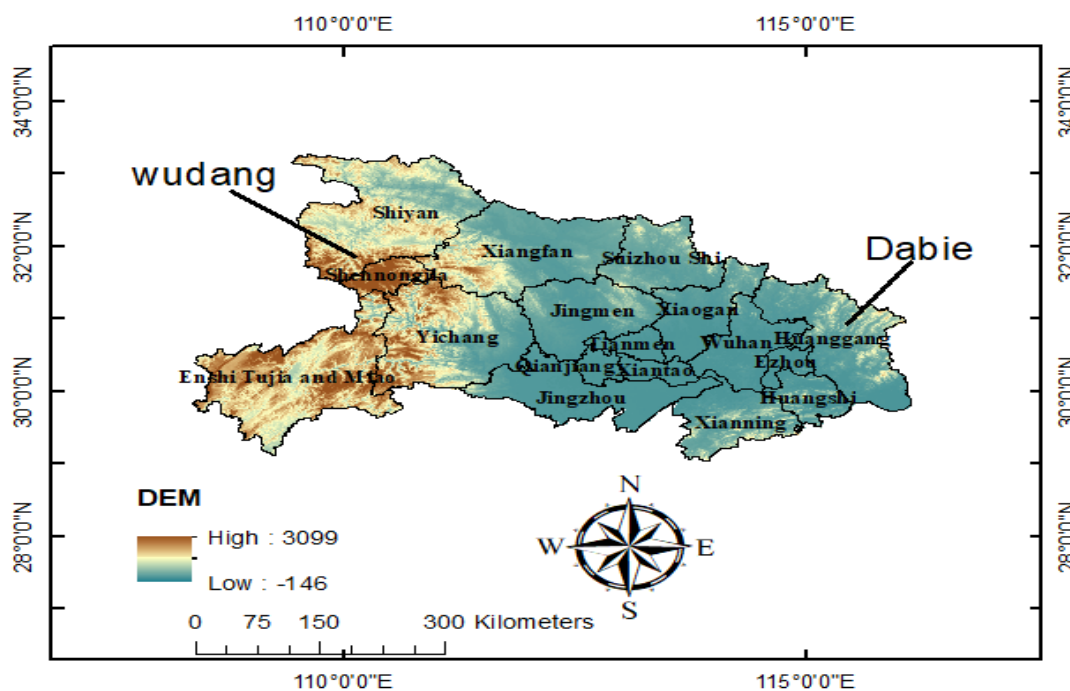 110°0'0"E 115°0'0"E
34°0'0"N 34°0'0"N
wudang
Shiyan
32°0'0"N 32°0'0"N
Xiangfan
Suizhou Shi
Dabie
Shennongjia
Jingmen
Xiaogan
Yichang
Tianmen
Wuhan
Huanggang
Ezhou
Qianjiang
Xiantao
Enshi Tujia and Miao
30°0'0"N 30°0'0"N
Jingzhou
Huangshi
Xianning
DEM
High : 3099
Low : -146
28°0'0"N 28°0'0"N
N
W E
S
0 75 150 300 Kilometers
110°0'0"E 115°0'0"E